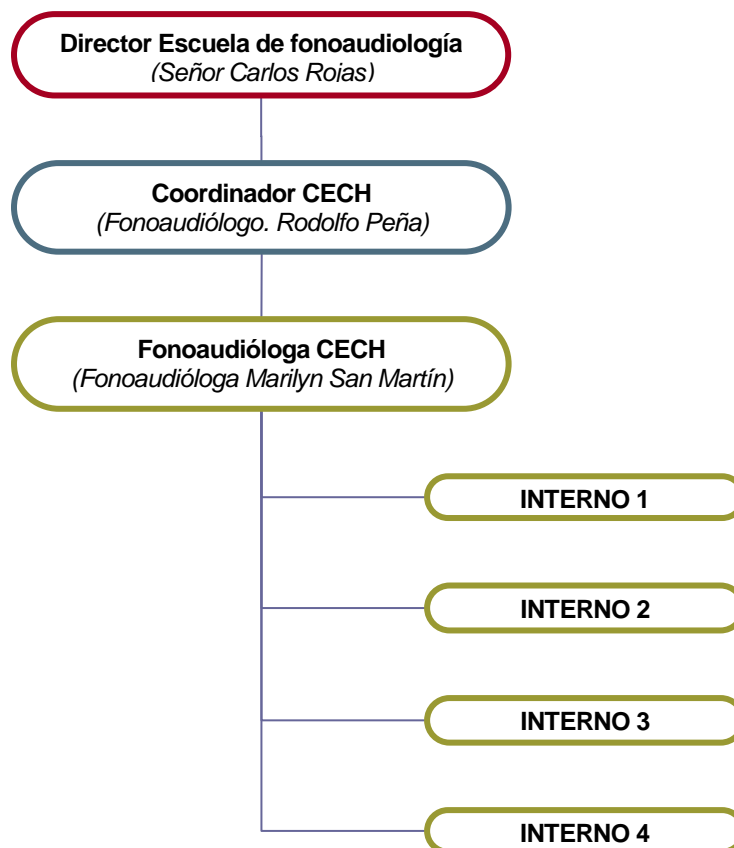 Director Escuela de fonoaudiología
(Señor Carlos Rojas)
Coordinador CECH
(Fonoaudiólogo. Rodolfo Peña)
Fonoaudióloga CECH
(Fonoaudióloga Marilyn San Martín)
INTERNO 1
INTERNO 2
INTERNO 3
INTERNO 4